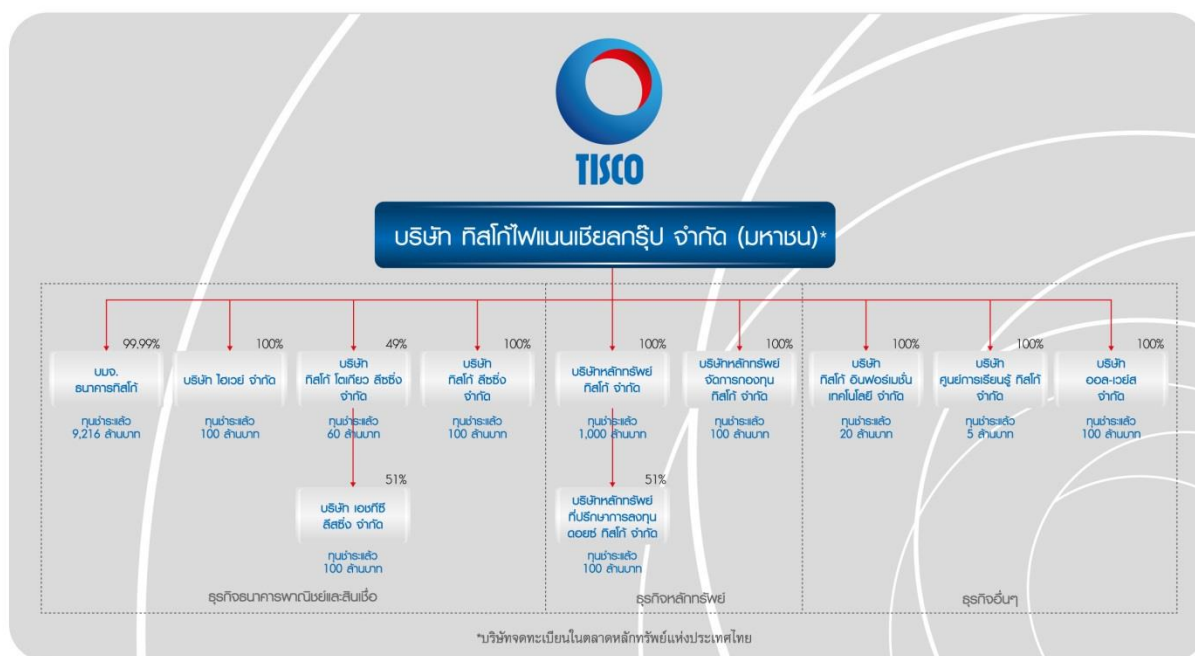 TISCO
บริษัท ทิสโก้ไฟแนนเชียลกรุ๊ป จำกัด (มหาชน)*
99.99%
บมจ.
ธนาคารทิสโก้
ทุนชำระแล้ว
9,216 ล้านบาท
100%
บริษัท ไฮเวย์ จำกัด
ทุนชำระแล้ว
100 ล้านบาท
49%
บริษัท
ทิสโก้ โตเกียว ลีซซิ่ง
จำกัด
ทุนชำระแล้ว
60 ล้านบาท
51%
บริษัท เอชทีซี
ลีสซิ่ง จำกัด
ทุนชำระแล้ว
100 ล้านบาท
100%
บริษัท
ทิสโก้ ลีซซิ่ง
จำกัด
ทุนชำระแล้ว
100 ล้านบาท
ธุรกิจธนาคารพาณิชย์และสินเชื่อ
100%
บริษัทหลักทรัพย์
ทิสโก้ จำกัด
ทุนชำระแล้ว
1,000 ล้านบาท
51%
บริษัทหลักทรัพย์
ที่ปรึกษาการลงทุน
ดอยซ์ ทิสโก้ จำกัด
ทุนชำระแล้ว
100 ล้านบาท
100%
บริษัทหลักทรัพย์
จัดการกองทุน
ทิสโก้ จำกัด
ทุนชำระแล้ว
100 ล้านบาท
ธุรกิจหลักทรัพย์
100%
บริษัท
ทิสโก้ อินฟอร์เมชั่น
เทคโนโลยี จำกัด
ทุนชำระแล้ว
20 ล้านบาท
100%
บริษัท
ศูนย์การเรียนรู้ ทิสโก้
จำกัด
ทุนชำระแล้ว
5 ล้านบาท
100%
บริษัท
ออล-เวย์ส
จำกัด
ทุนชำระแล้ว
100 ล้านบาท
ธุรกิจอื่นๆ
*บริษัทจดทะเบียนในตลาดหลักทรัพย์แห่งประเทศไทย